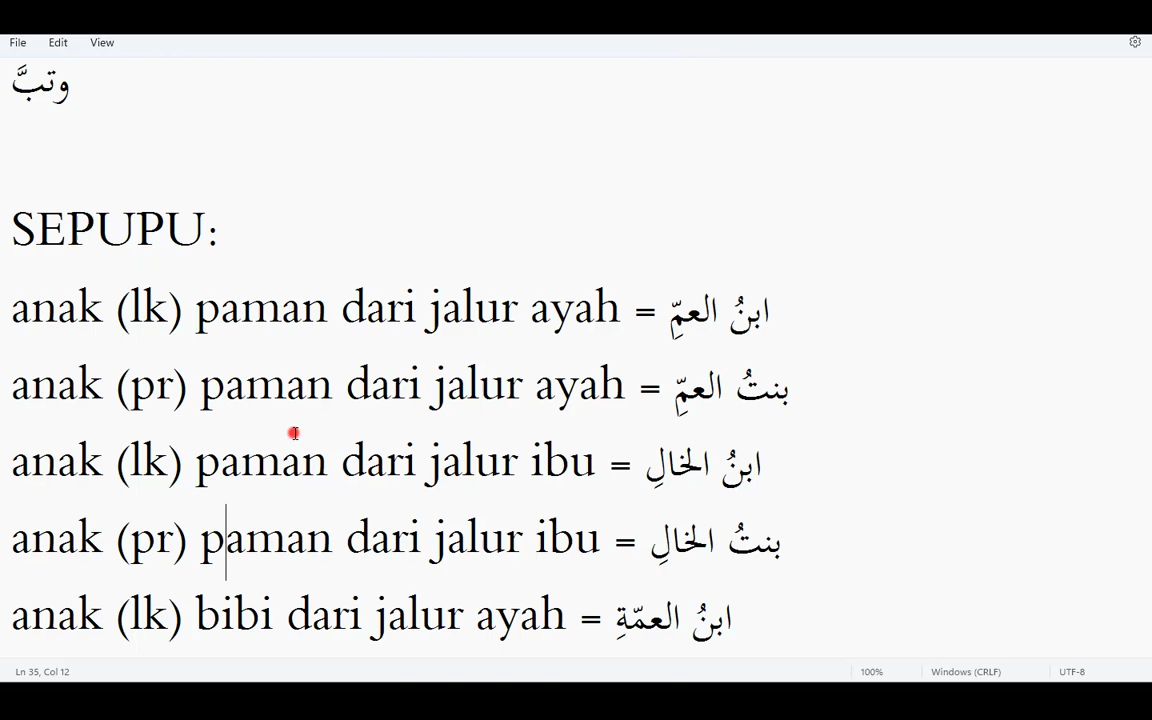 File Edit View
وتبَّ
SEPUPU:
anak (lk) paman dari jalur ayah = ابنُ العمِّ
anak (pr) paman dari jalur ayah = بنتُ العمِّ
anak (lk) paman dari jalur ibu = ابنُ الخالِ
anak (pr) paman dari jalur ibu = بنتُ الخالِ
anak (lk) bibi dari jalur ayah = ابنُ العمّةِ
Ln 35, Col 12 100% Windows (CRLF) UTF-8